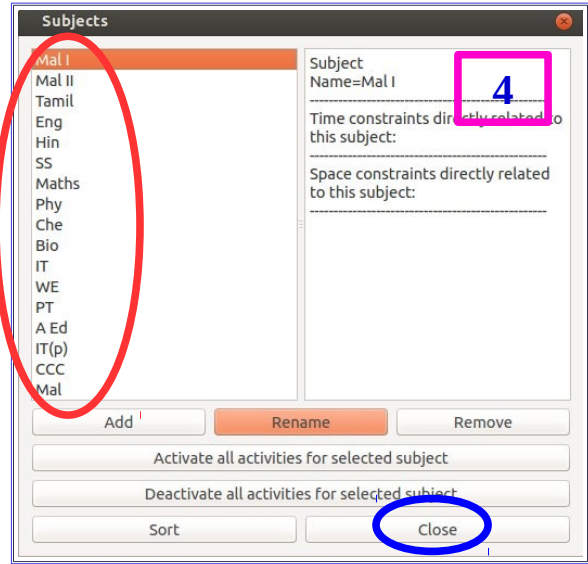 Subjects
Mal I
Mal II
Tamil
Eng
Hin
SS
Maths
Phy
Che
Bio
IT
WE
PT
A Ed
IT(p)
CCC
Mal
Subject
Name=Mal I
4
------------------------------------------------
Time constraints directly related to
this subject:
------------------------------------------------
Space constraints directly related
to this subject:
------------------------------------------------
Add
Rename
Remove
Activate all activities for selected subject
Deactivate all activities for selected subject
Sort
Close